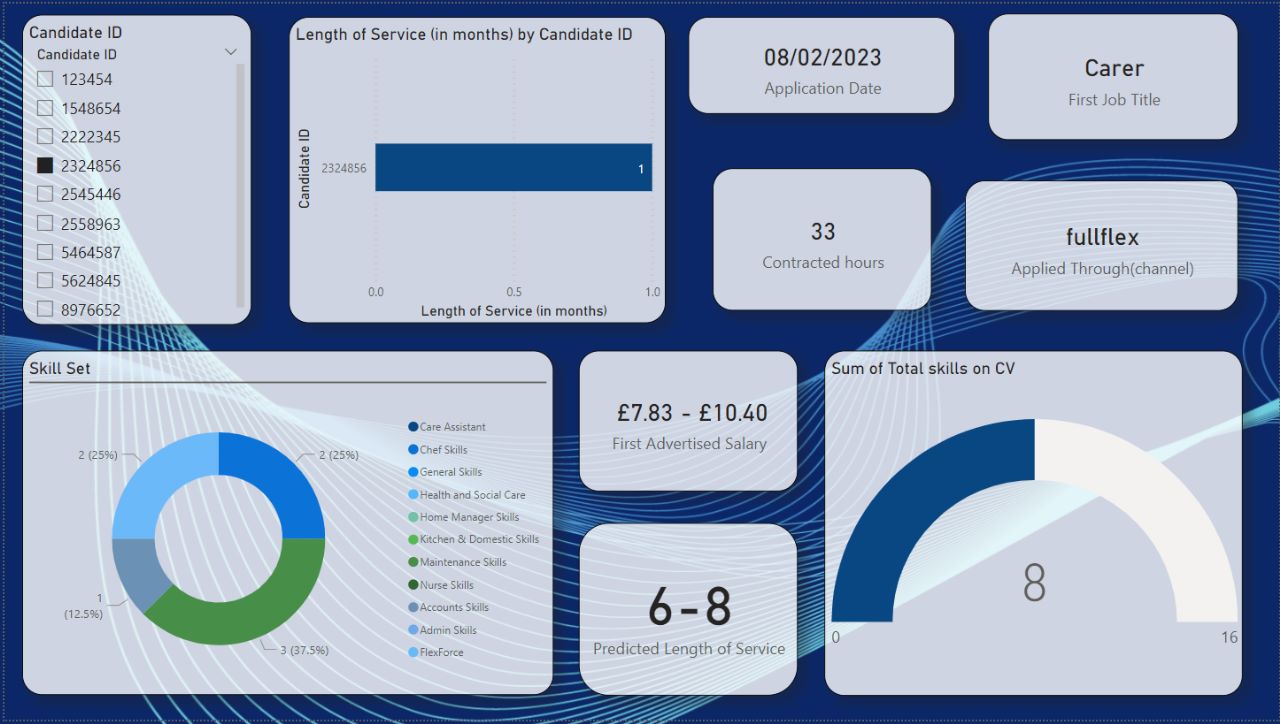 Candidate ID
Candidate ID
123454
1548654
2222345
2324856
2545446
2558963
5464587
5624845
8976652
Length of Service (in months) by Candidate ID
Candidate ID
2324856
1
0.0 0.5 1.0
Length of Service (in months)
08/02/2023
Application Date
Carer
First Job Title
33
Contracted hours
fullflex
Applied Through(channel)
Skill Set
2 (25%)
2 (25%)
1
(12.5%)
3 (37.5%)
Care Assistant
Chef Skills
General Skills
Health and Social Care
Home Manager Skills
Kitchen & Domestic Skills
Maintenance Skills
Nurse Skills
Accounts Skills
Admin Skills
FlexForce
£7.83 - £10.40
First Advertised Salary
6-8
Predicted Length of Service
Sum of Total skills on CV
8
0 16